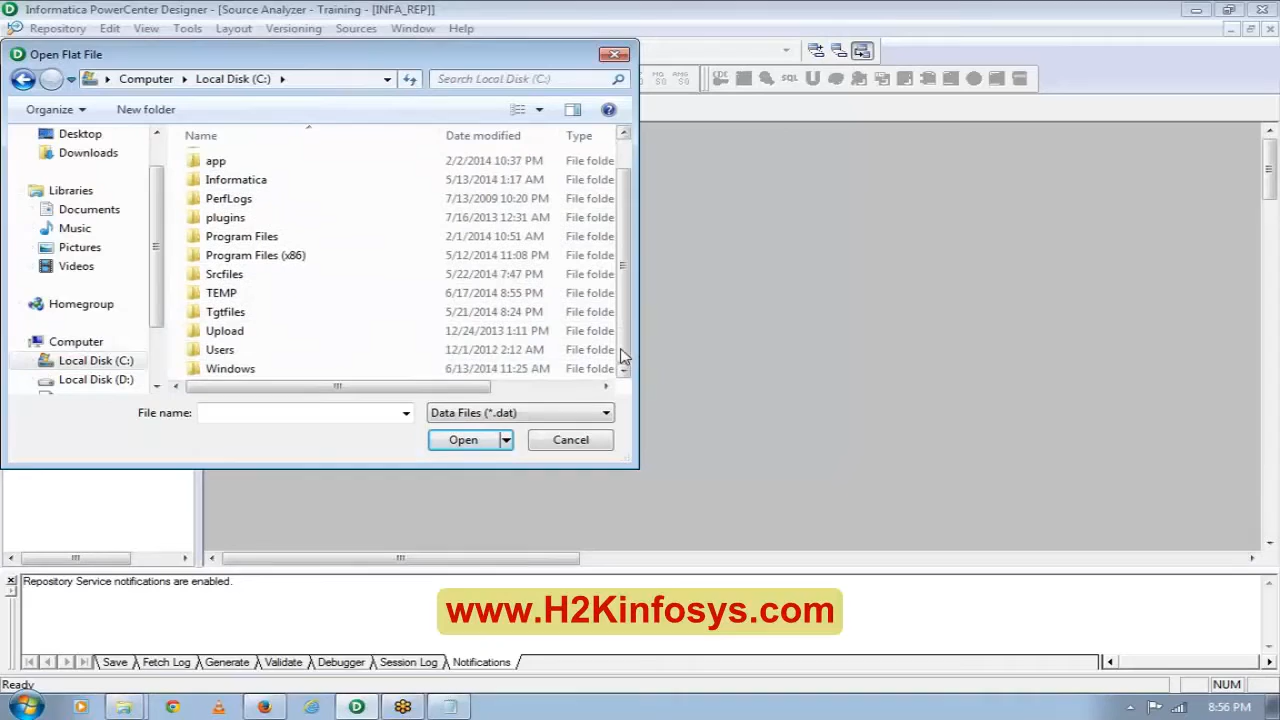 Informatica PowerCenter Designer - [Source Analyzer - Training - [INFA_REP]]
Repository Edit View Tools Layout Versioning Sources Window Help
Open Flat File
Computer Local Disk (C:) Search Local Disk (C:)
Organize New folder
SQL
Name Date modified Type
Desktop
Downloads
Libraries
Documents
Music
Pictures
Videos
Homegroup
Computer
Local Disk (C:)
Local Disk (D:)
app 2/2/2014 10:37 PM File folde
Informatica 5/13/2014 1:17 AM File folde
PerfLogs 7/13/2009 10:20 PM File folde
plugins 7/16/2013 12:31 AM File folde
Program Files 2/1/2014 10:51 AM File folde
Program Files (x86) 5/12/2014 11:08 PM File folde
Srcfiles 5/22/2014 7:47 PM File folde
TEMP 6/17/2014 8:55 PM File folde
Tgtfiles 5/21/2014 8:24 PM File folde
Upload 12/24/2013 1:11 PM File folde
Users 12/1/2012 2:12 AM File folde
Windows 6/13/2014 11:25 AM File folde
File name: Data Files (*.dat)
Open Cancel
Repository Service notifications are enabled.
www.H2Kinfosys.com
Save Fetch Log Generate Validate Debugger Session Log Notifications
Ready NUM
8:56 PM